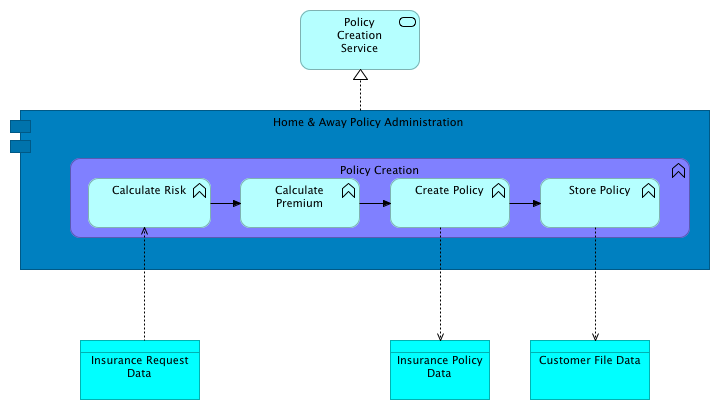 Policy
Creation
Service
Home & Away Policy Administration
Policy Creation
Calculate Risk
Calculate
Premium
Create Policy
Store Policy
Insurance Request
Data
Insurance Policy
Data
Customer File Data